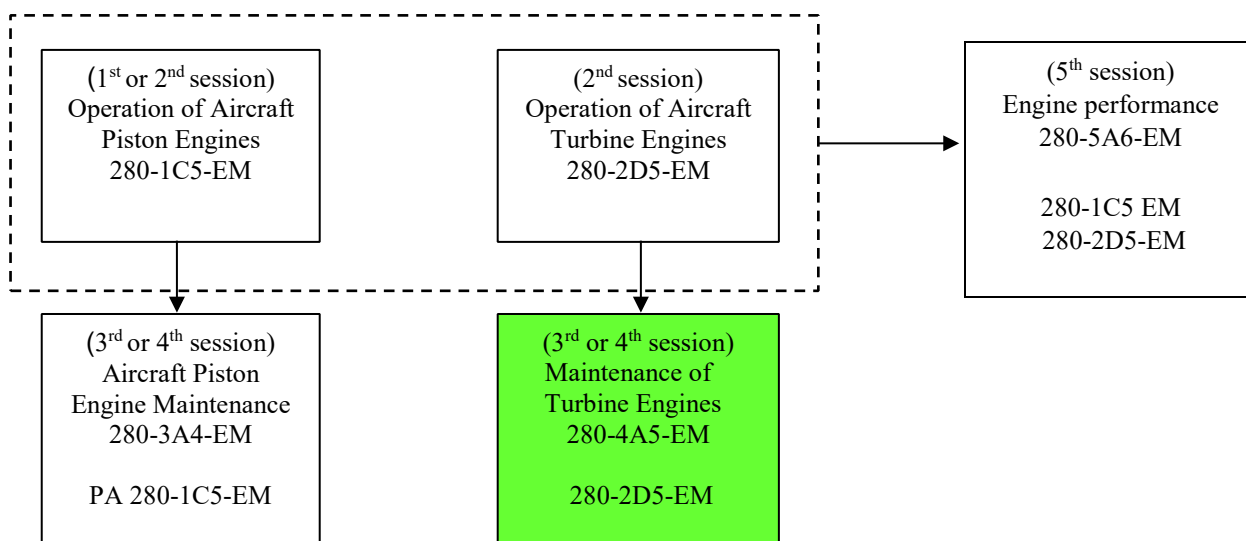 (1st or 2nd session)
Operation of Aircraft
Piston Engines
280-1C5-EM
(2nd session)
Operation of Aircraft
Turbine Engines
280-2D5-EM
(5th session)
Engine performance
280-5A6-EM
280-1C5 EM
280-2D5-EM
(3rd or 4th session)
Aircraft Piston
Engine Maintenance
280-3A4-EM
PA 280-1C5-EM
(3rd or 4th session)
Maintenance of
Turbine Engines
280-4A5-EM
280-2D5-EM